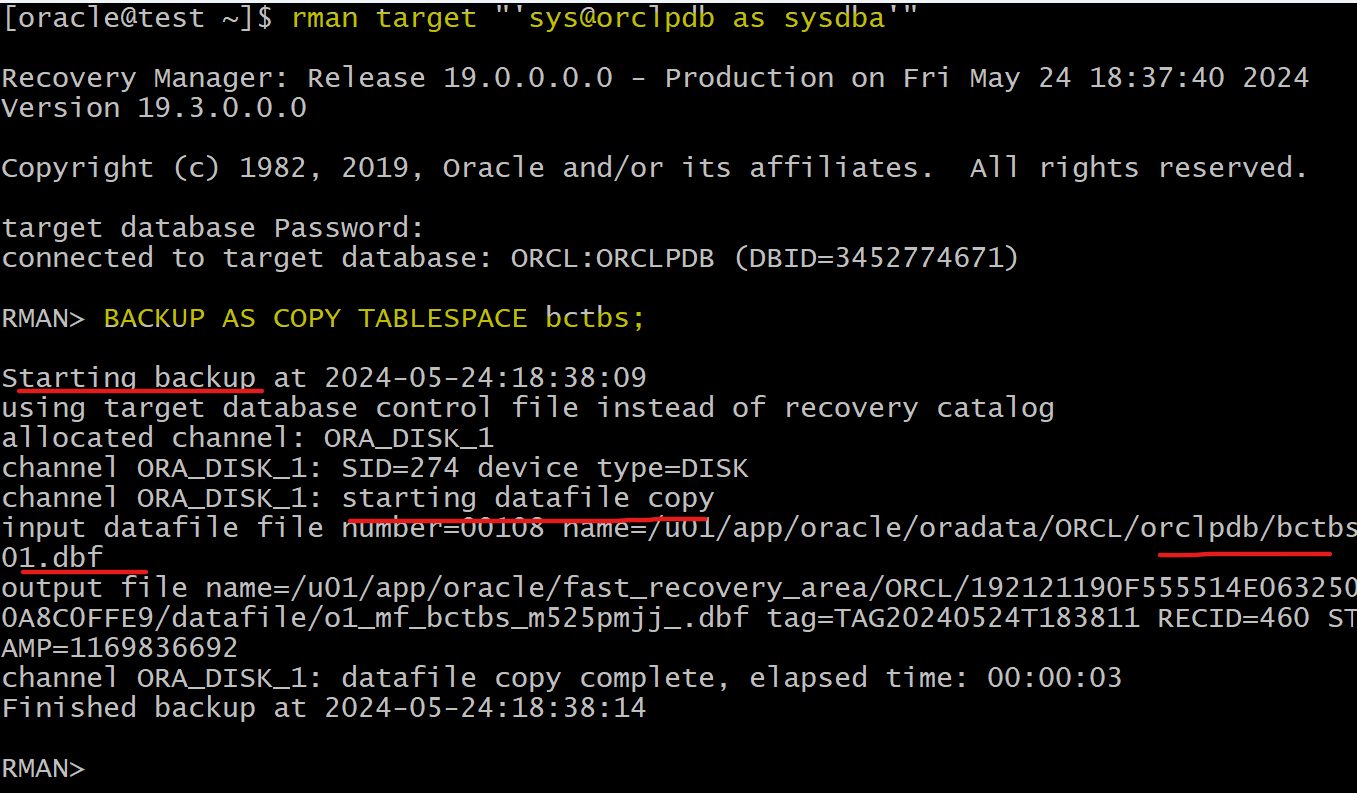 [oracle@test ~]$ rman target "'sys@orclpdb as sysdba'"
Recovery Manager: Release 19.0.0.0.0 - Production on Fri May 24 18:37:40 2024
Version 19.3.0.0.0
Copyright (c) 1982, 2019, Oracle and/or its affiliates.  All rights reserved.
target database Password:
connected to target database: ORCL:ORCLPDB (DBID=3452774671)
RMAN> BACKUP AS COPY TABLESPACE bctbs;
Starting backup at 2024-05-24:18:38:09
using target database control file instead of recovery catalog
allocated channel: ORA_DISK_1
channel ORA_DISK_1: SID=274 device type=DISK
channel ORA_DISK_1: starting datafile copy
input datafile file number=00108 name=/u01/app/oracle/oradata/ORCL/orclpdb/bctbs
01.dbf
output file name=/u01/app/oracle/fast_recovery_area/ORCL/192121190F555514E063250
0A8C0FFE9/datafile/o1_mf_bctbs_m525pmjj_.dbf tag=TAG20240524T183811 RECID=460 ST
AMP=1169836692
channel ORA_DISK_1: datafile copy complete, elapsed time: 00:00:03
Finished backup at 2024-05-24:18:38:14
RMAN>